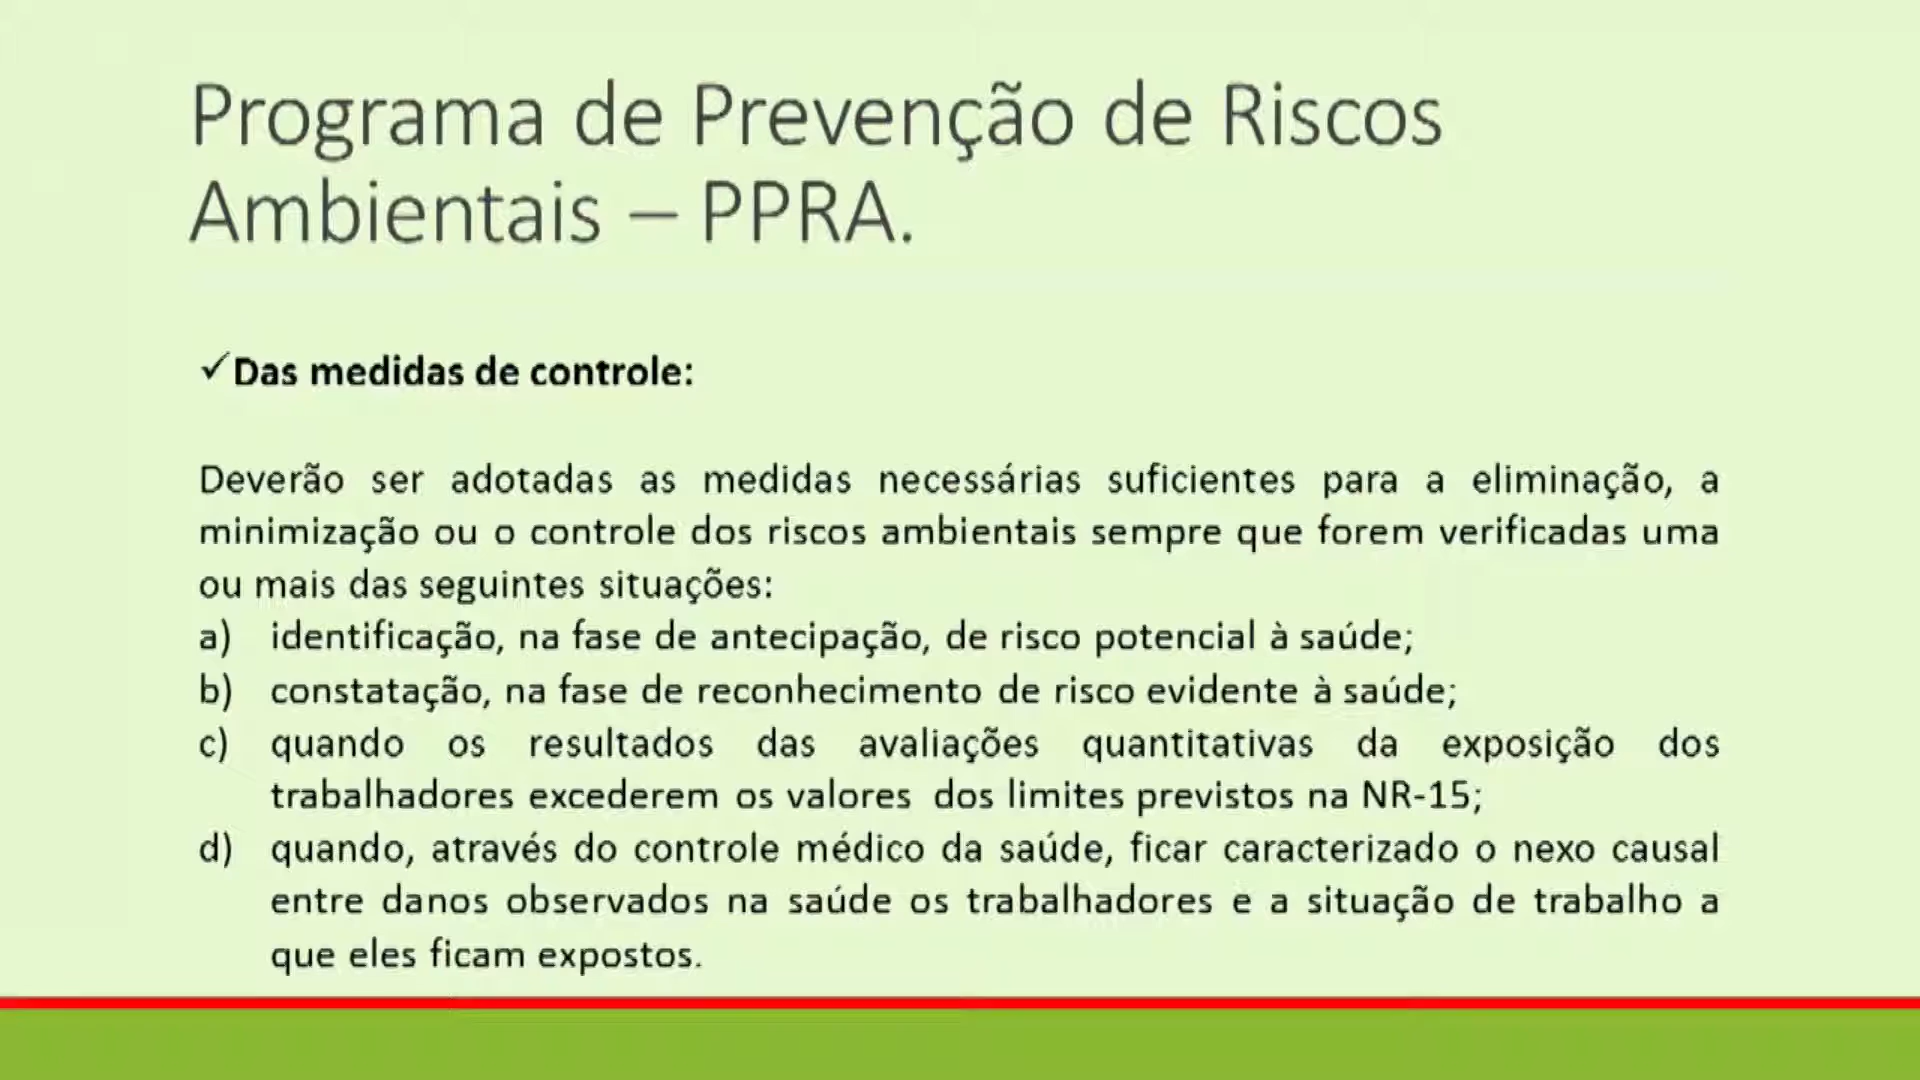 Programa de Prevenção de Riscos
Ambientais – PPRA.
✓Das medidas de controle:
Deverão ser adotadas as medidas necessárias suficientes para a eliminação, a
minimização ou o controle dos riscos ambientais sempre que forem verificadas uma
ou mais das seguintes situações:
a) identificação, na fase de antecipação, de risco potencial à saúde;
b) constatação, na fase de reconhecimento de risco evidente à saúde;
c) quando os resultados das avaliações quantitativas da exposição dos
trabalhadores excederem os valores dos limites previstos na NR-15;
d) quando, através do controle médico da saúde, ficar caracterizado o nexo causal
entre danos observados na saúde os trabalhadores e a situação de trabalho a
que eles ficam expostos.